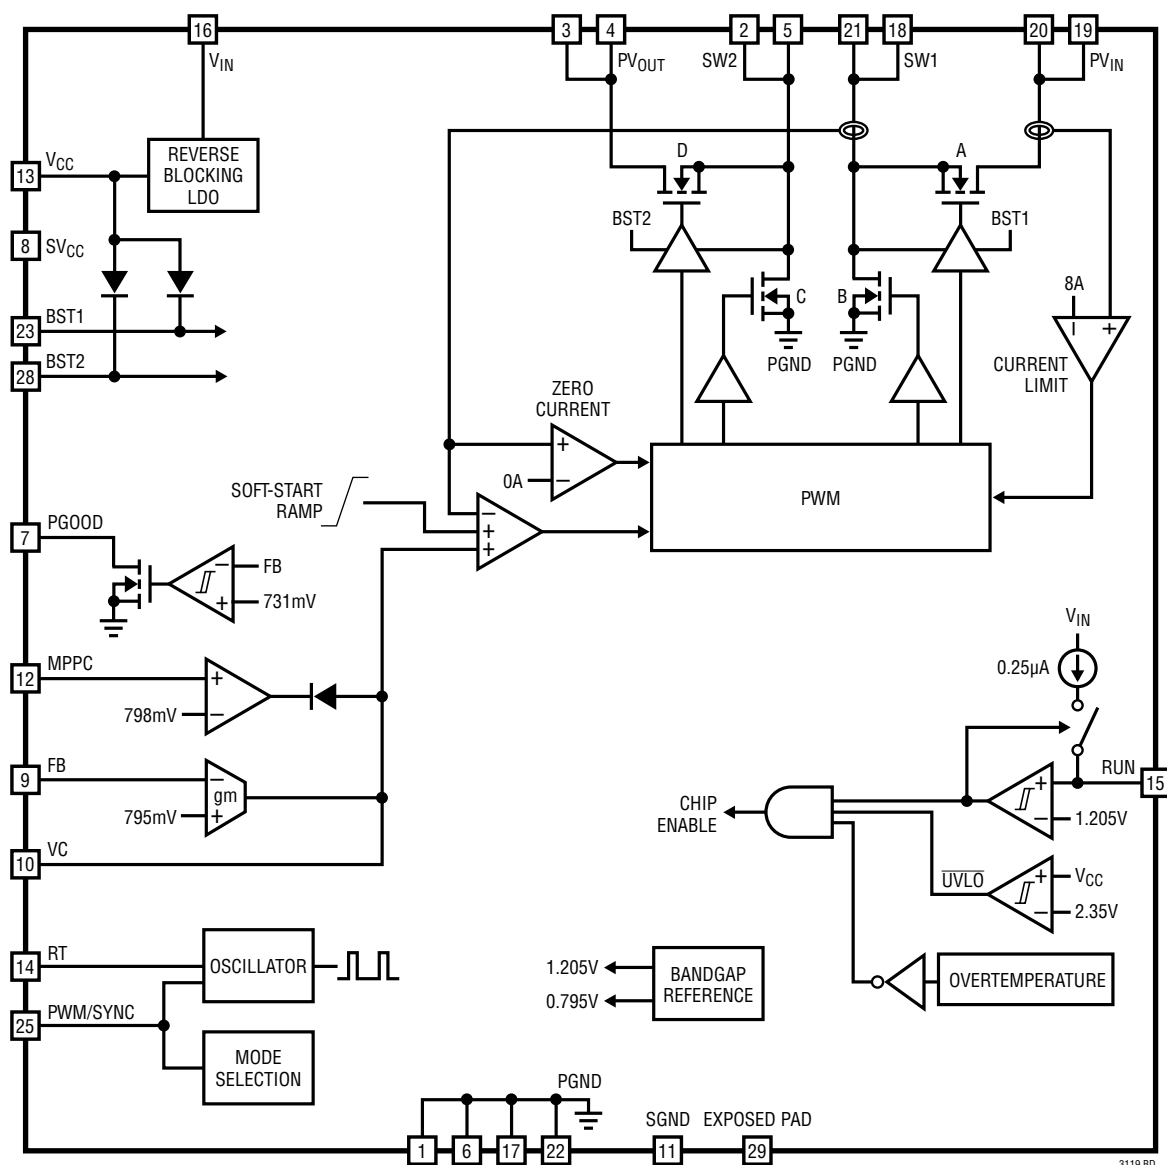 16
3
4
2
5
21
18
20
19
VIN
PVOUT
SW2
SW1
PVIN
REVERSE
BLOCKING
LDO
13
VCC
8
SVCC
23
BST1
28
BST2
D
A
BST2
BST1
C
B
PGND
PGND
8A
–
+
CURRENT
LIMIT
ZERO
CURRENT
+
–
0A
PWM
SOFT-START
RAMP
–
+
+
7
PGOOD
–
FB
+
731mV
12
MPPC
+
–
798mV
9
FB
–
gm
+
795mV
10
VC
VIN
0.25µA
RUN
15
+
–
1.205V
CHIP
ENABLE
UVLO
+
VCC
–
2.35V
OVERTEMPERATURE
14
RT
OSCILLATOR
25
PWM/SYNC
MODE
SELECTION
1.205V
0.795V
BANDGAP
REFERENCE
PGND
SGND
EXPOSED PAD
1
6
17
22
11
29
3119 BD